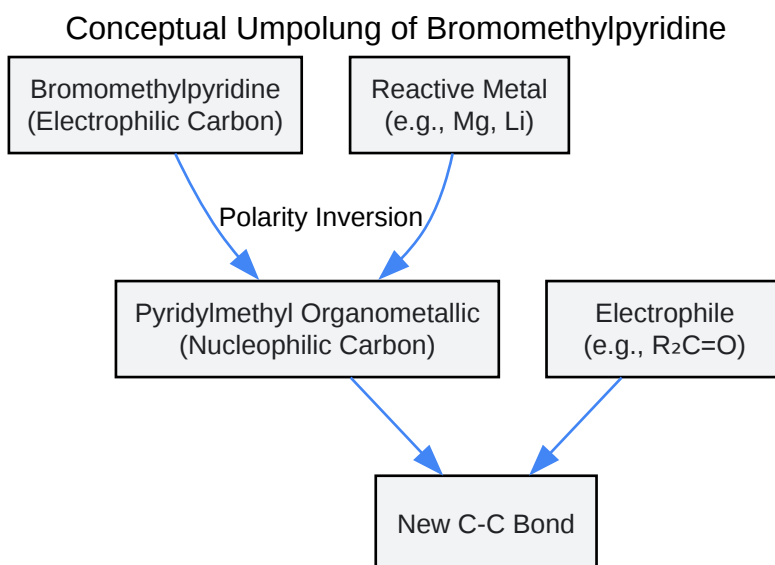 Conceptual Umpolung of Bromomethylpyridine
Bromomethylpyridine
(Electrophilic Carbon)
Reactive Metal
(e.g., Mg, Li)
Polarity Inversion
Pyridylmethyl Organometallic
(Nucleophilic Carbon)
Electrophile
(e.g., R₂C=O)
New C-C Bond